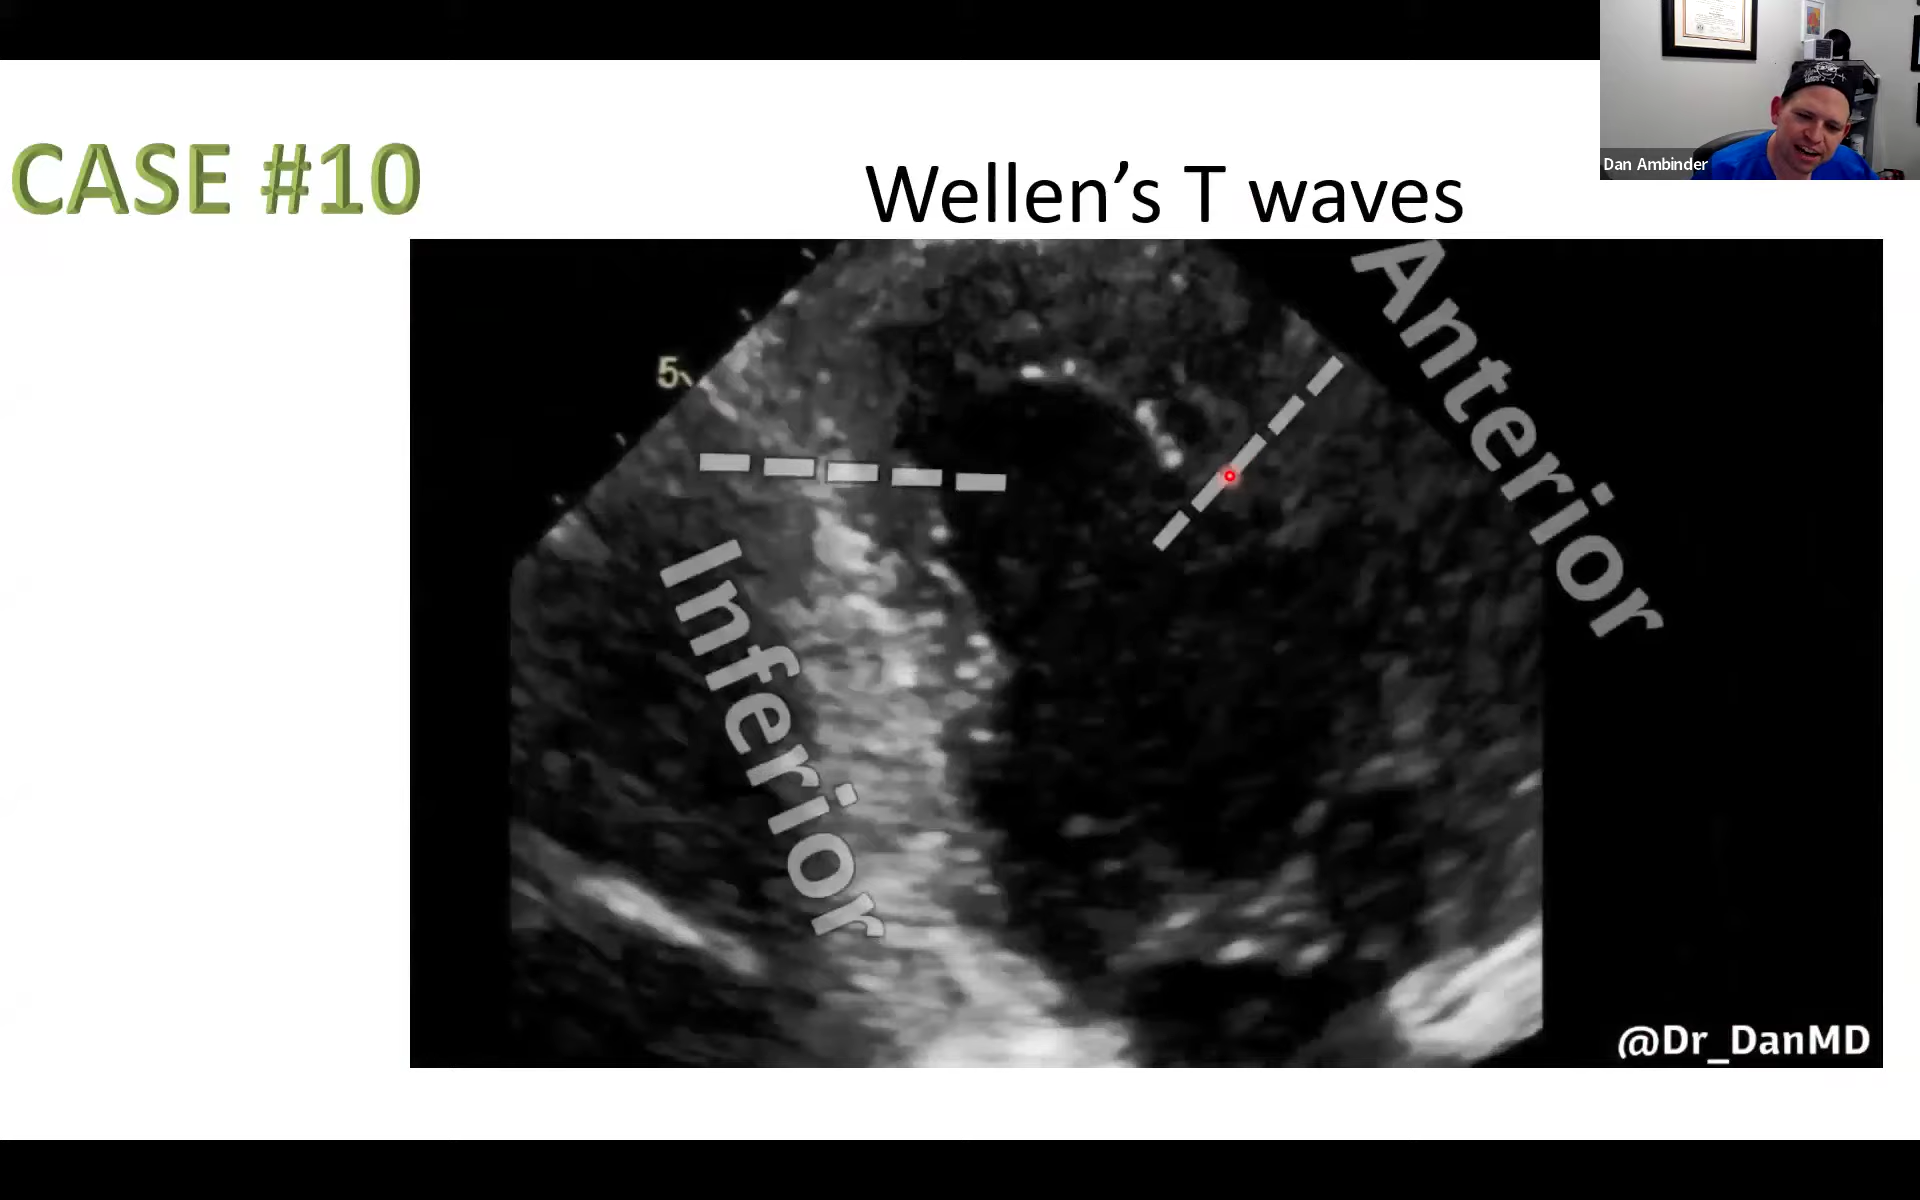 Dan Ambinder
CASE #10
Wellen’s T waves
5
Anterior
Inferior
@Dr_DanMD